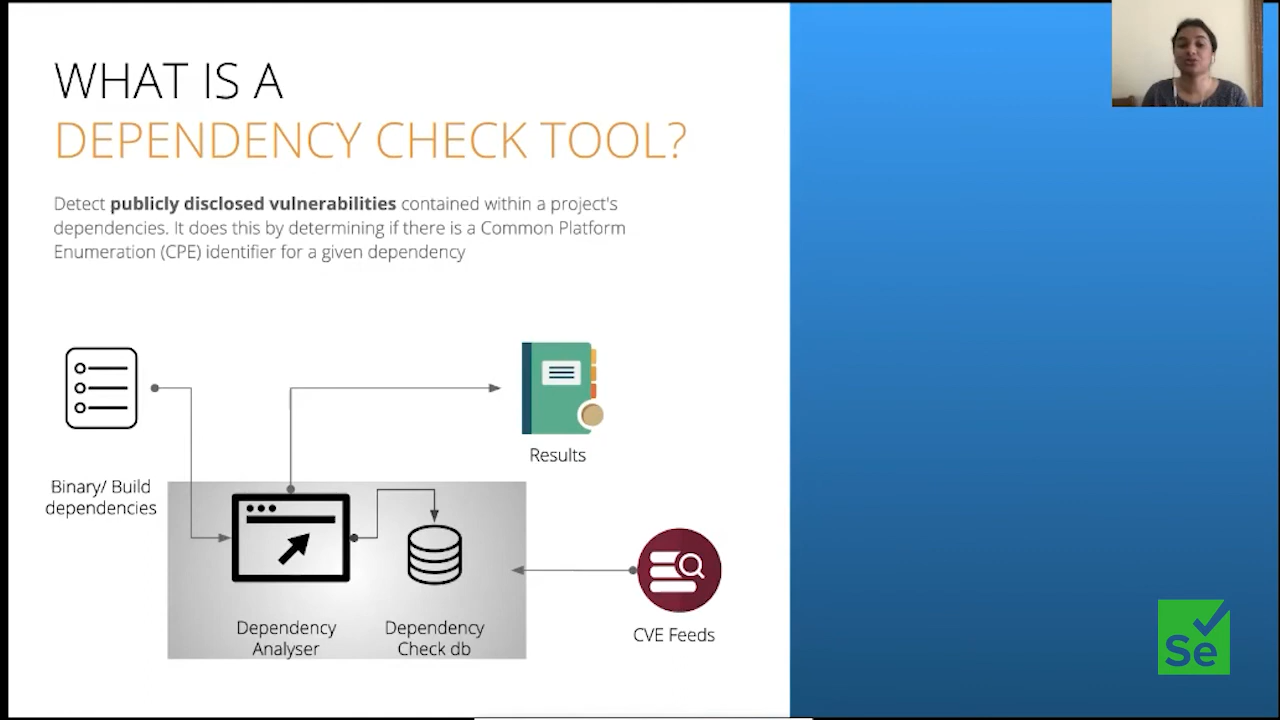 WHAT IS A
DEPENDENCY CHECK TOOL?
Detect publicly disclosed vulnerabilities contained within a project's
dependencies. It does this by determining if there is a Common Platform
Enumeration (CPE) identifier for a given dependency
Results
Binary/ Build
dependencies
Dependency
Analyser
Dependency
Check db
CVE Feeds
Se